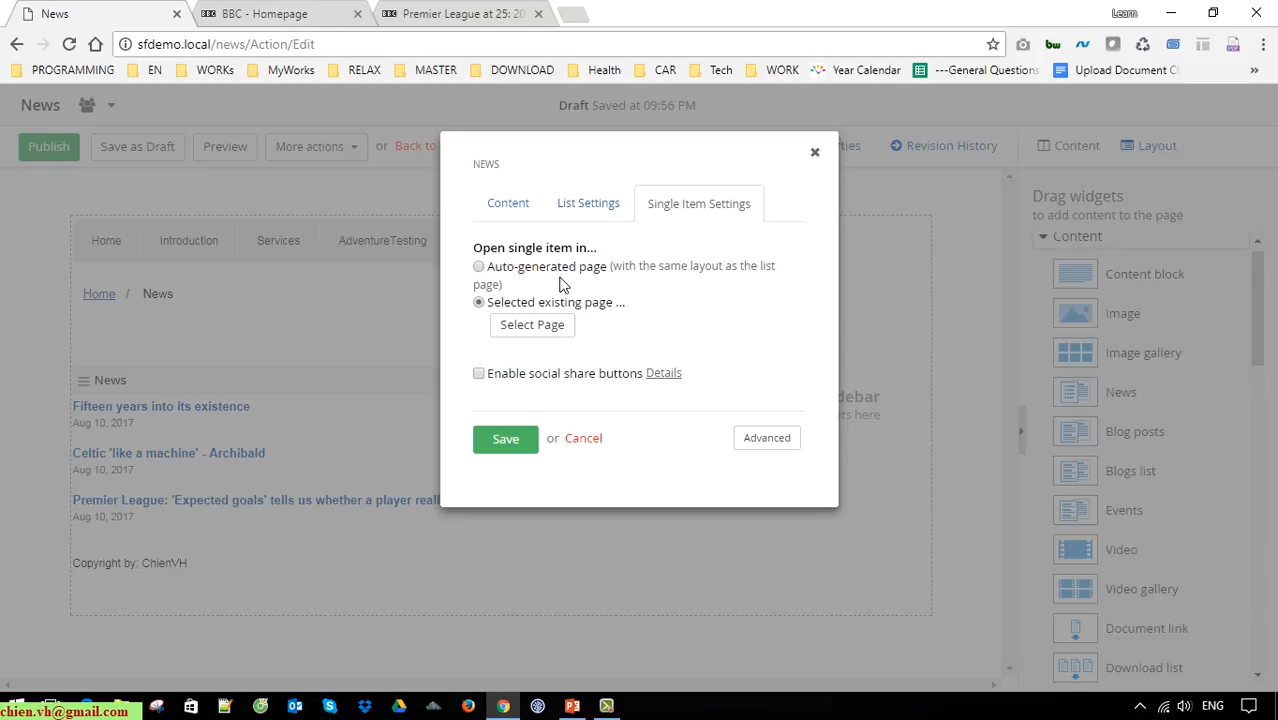 News
BBC - Homepage
Premier League at 25: 20
Learn
sfdemo.local/news/Action/Edit
PROGRAMMING
EN
WORKs
MyWorks
RELAX
MASTER
DOWNLOAD
Health
CAR
Tech
WORK
Year Calendar
---General Questions
Upload Document Cl
News
Draft Saved at 09:56 PM
Publish
Save as Draft
Preview
More actions
or Back to
Revision History
Content
Layout
NEWS
Content
List Settings
Single Item Settings
Open single item in...
Auto-generated page (with the same layout as the list
page)
Selected existing page ...
Select Page
Enable social share buttons Details
Save or Cancel
Advanced
Home
Introduction
Services
AdventureTesting
Home / News
News
Fifteen years into its existence
Aug 10, 2017
Celtic 'like a machine' - Archibald
Aug 10, 2017
Premier League: 'Expected goals' tells us whether a player reall
Aug 10, 2017
Copyright by: ChienVH
Drag widgets
to add content to the page
Content
Content block
Image
Image gallery
News
Blog posts
Blogs list
Events
Video
Video gallery
Document link
Download list
ENG
chien.vh@gmail.com